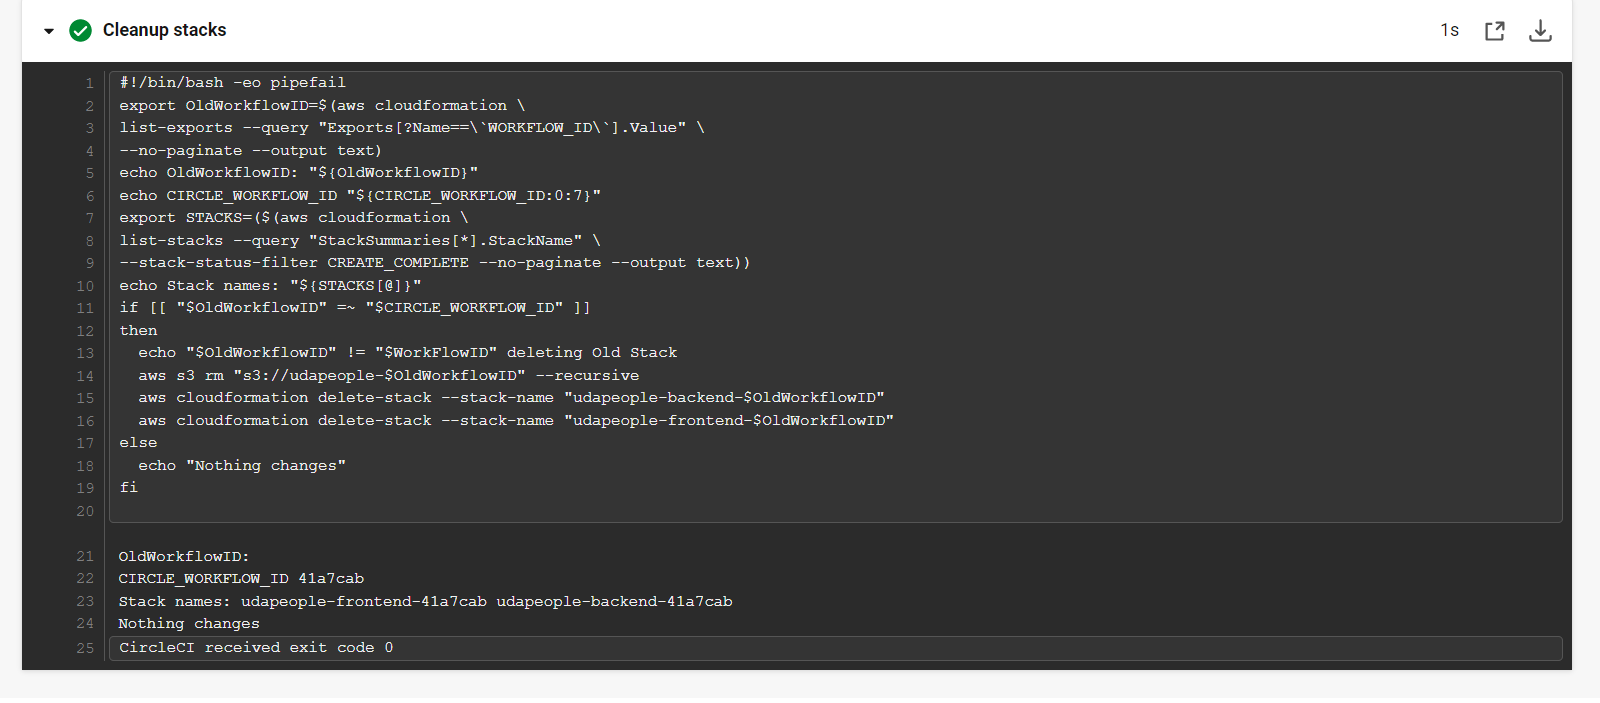 Cleanup stacks
1s
1 #!/bin/bash -eo pipefail
2 export OldWorkflowID=$(aws cloudformation \
3 list-exports --query "Exports[?Name==\`WORKFLOW_ID\`].Value" \
4 --no-paginate --output text)
5 echo OldWorkflowID: "${OldWorkflowID}"
6 echo CIRCLE_WORKFLOW_ID "${CIRCLE_WORKFLOW_ID:0:7}"
7 export STACKS=($(aws cloudformation \
8 list-stacks --query "StackSummaries[*].StackName" \
9 --stack-status-filter CREATE_COMPLETE --no-paginate --output text))
10 echo Stack names: "${STACKS[@]}"
11 if [[ "$OldWorkflowID" =~ "$CIRCLE_WORKFLOW_ID" ]]
12 then
13   echo "$OldWorkflowID" != "$WorkFlowID" deleting Old Stack
14   aws s3 rm "s3://udapeople-$OldWorkflowID" --recursive
15   aws cloudformation delete-stack --stack-name "udapeople-backend-$OldWorkflowID"
16   aws cloudformation delete-stack --stack-name "udapeople-frontend-$OldWorkflowID"
17 else
18   echo "Nothing changes"
19 fi
20
21 OldWorkflowID:
22 CIRCLE_WORKFLOW_ID 41a7cab
23 Stack names: udapeople-frontend-41a7cab udapeople-backend-41a7cab
24 Nothing changes
25 CircleCI received exit code 0